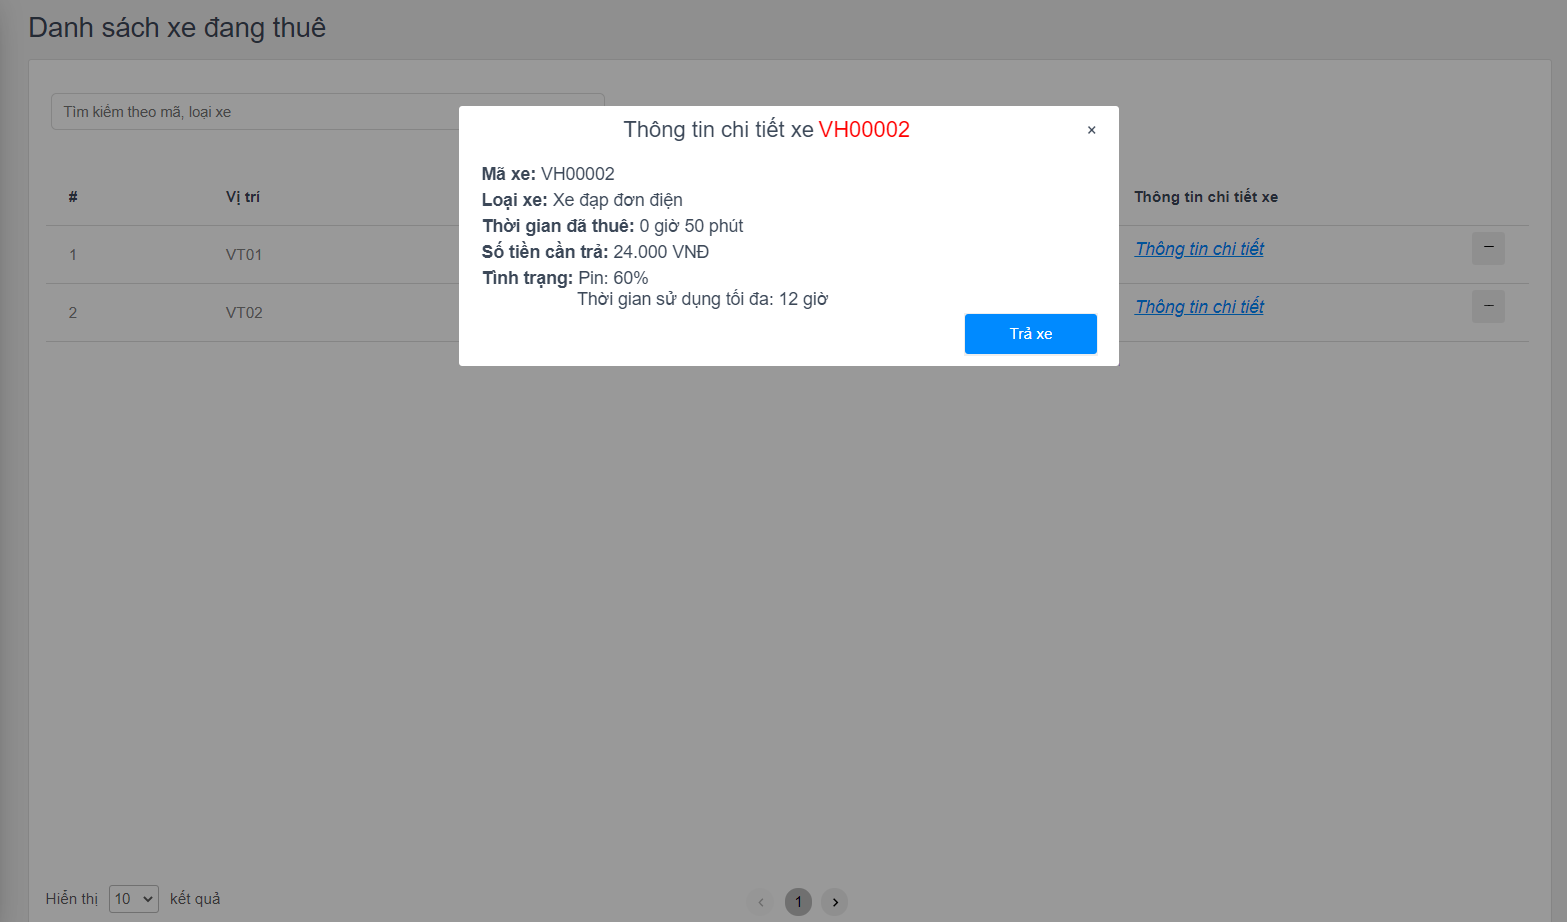 Danh sách xe đang thuê
Tìm kiếm theo mã, loại xe
Thông tin chi tiết xe VH00002
×
Mã xe: VH00002
Loại xe: Xe đạp đơn điện
Thời gian đã thuê: 0 giờ 50 phút
Số tiền cần trả: 24.000 VNĐ
Tình trạng: Pin: 60%
Thời gian sử dụng tối đa: 12 giờ
Trả xe
# Vị trí Thông tin chi tiết xe
1 VT01 Thông tin chi tiết
2 VT02 Thông tin chi tiết
Hiển thị 10 kết quả
‹ 1 ›